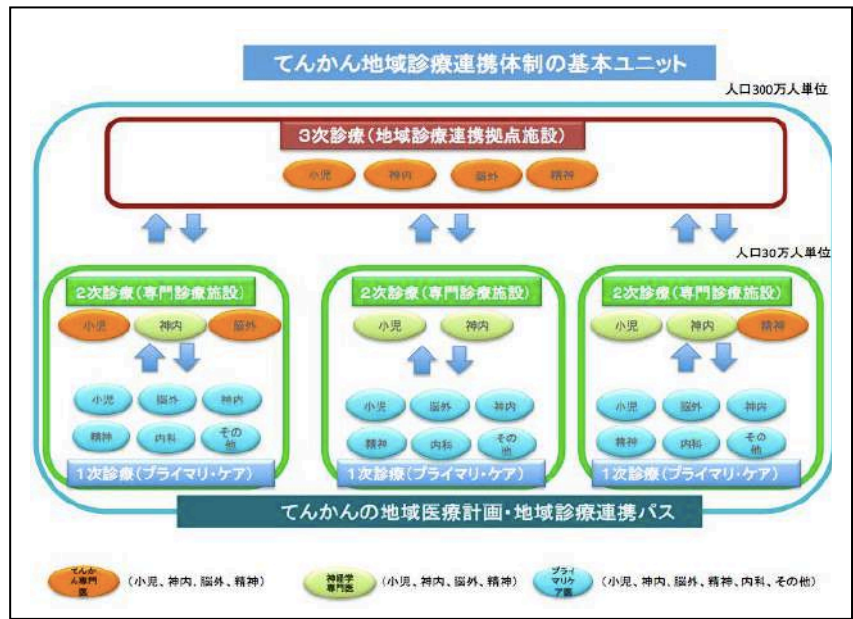 てんかん地域診療連携体制の基本ユニット
人口300万人単位
3次診療(地域診療連携拠点施設)
小児 神内 脳外 精神
人口30万人単位
2次診療(専門診療施設)
小児 神内 脳外
小児 脳外 神内
精神 内科 その他
1次診療(プライマリ・ケア)
2次診療(専門診療施設)
小児 神内
小児 脳外 神内
精神 内科 その他
1次診療(プライマリ・ケア)
2次診療(専門診療施設)
小児 神内 精神
小児 脳外 神内
精神 内科 その他
1次診療(プライマリ・ケア)
てんかんの地域医療計画・地域診療連携パス
てんかん専門医 (小児、神内、脳外、精神)
神経学専門医 (小児、神内、脳外、精神)
プライマリケア医 (小児、神内、脳外、精神、内科、その他)